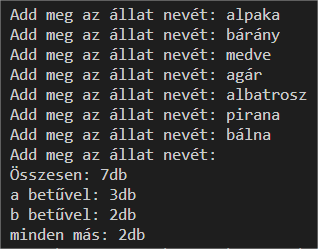 Add meg az állat nevét: alpaka
Add meg az állat nevét: bárány
Add meg az állat nevét: medve
Add meg az állat nevét: agár
Add meg az állat nevét: albatrosz
Add meg az állat nevét: pirana
Add meg az állat nevét: bálna
Add meg az állat nevét:
Összesen: 7db
a betűvel: 3db
b betűvel: 2db
minden más: 2db